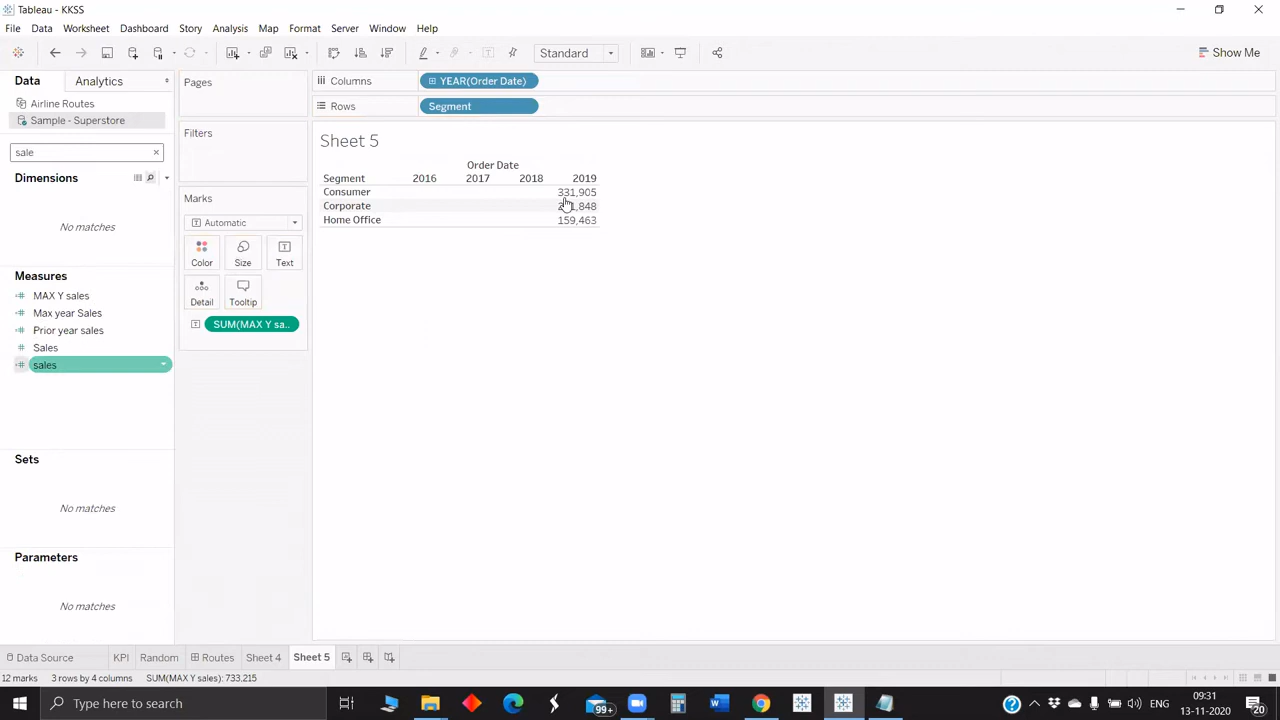 Tableau - KKSS
File Data Worksheet Dashboard Story Analysis Map Format Server Window Help
Standard
Show Me
Data Analytics
Airline Routes
Sample - Superstore
sale
Dimensions
No matches
Measures
MAX Y sales
Max year Sales
Prior year sales
Sales
sales
Sets
No matches
Parameters
No matches
Pages
Filters
Marks
Automatic
Color Size Text
Detail Tooltip
SUM(MAX Y sa..
Columns YEAR(Order Date)
Rows Segment
Sheet 5
Order Date
Segment 2016 2017 2018 2019
Consumer 331,905
Corporate
Home Office 159,463
Data Source KPI Random Routes Sheet 4 Sheet 5
12 marks 3 rows by 4 columns SUM(MAX Y sales): 733,215
Type here to search
99+
ENG
09:31
13-11-2020
20